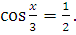 cos x/3 = 1/2.